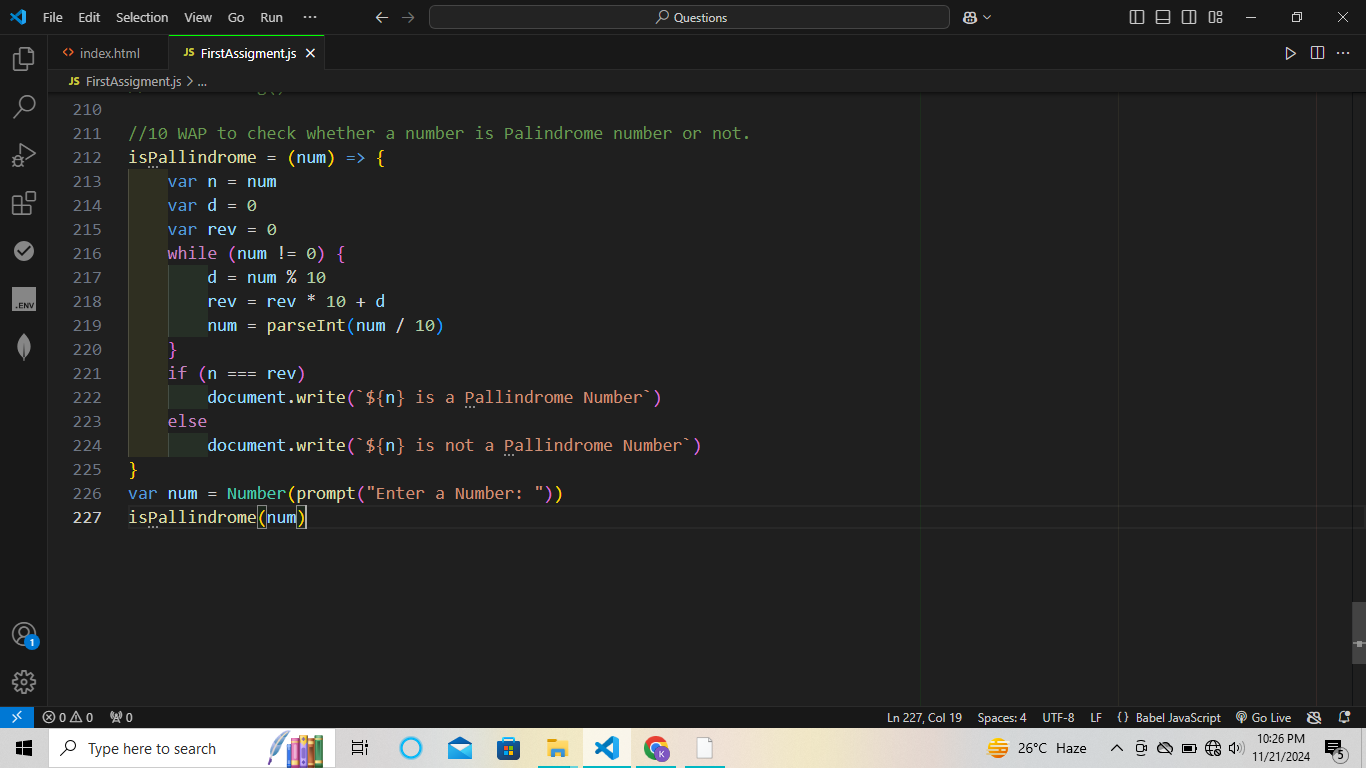 File Edit Selection View Go Run ··· Questions
index.html JS FirstAssigment.js
JS FirstAssigment.js > ...
210
211 //10 WAP to check whether a number is Palindrome number or not.
212 isPallindrome = (num) => {
213     var n = num
214     var d = 0
215     var rev = 0
216     while (num != 0) {
217         d = num % 10
218         rev = rev * 10 + d
219         num = parseInt(num / 10)
220     }
221     if (n === rev)
222         document.write(`${n} is a Pallindrome Number`)
223     else
224         document.write(`${n} is not a Pallindrome Number`)
225 }
226 var num = Number(prompt("Enter a Number: "))
227 isPallindrome(num)
.ENV
1
0 0 0 Ln 227, Col 19 Spaces: 4 UTF-8 LF {} Babel JavaScript Go Live
Type here to search K 26°C Haze 10:26 PM
11/21/2024 5